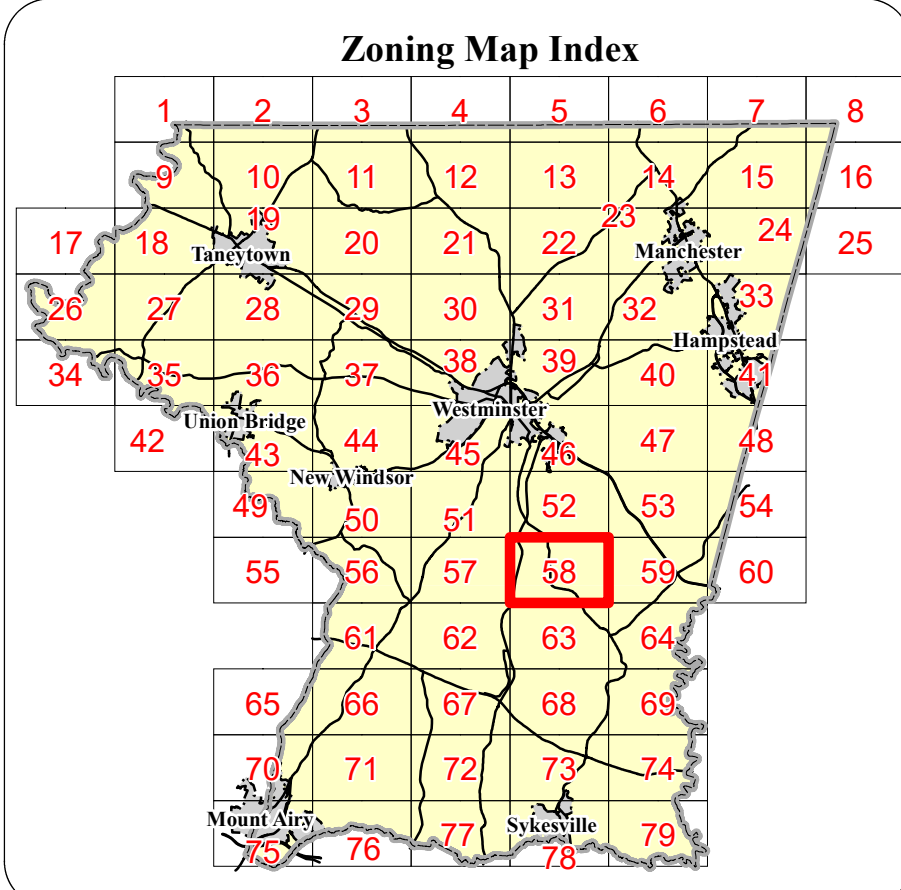 Zoning Map Index
1 2 3 4 5 6 7 8
9 10 11 12 13 14 15 16
17 18 19 20 21 22 23 24 25
Taneytown Manchester
26 27 28 29 30 31 32 33
Hampstead
34 35 36 37 38 39 40 41
Westminster
Union Bridge
42 43 44 45 46 47 48
New Windsor
49 50 51 52 53 54
55 56 57 58 59 60
61 62 63 64
65 66 67 68 69
70 71 72 73 74
Mount Airy Sykesville
75 76 77 78 79